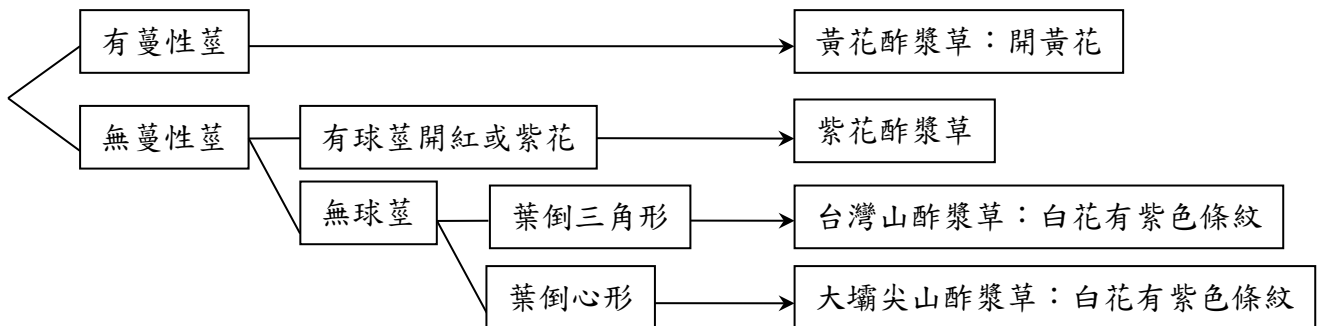 有蔓性莖
黃花酢漿草：開黃花
無蔓性莖
有球莖開紅或紫花
紫花酢漿草
無球莖
葉倒三角形
台灣山酢漿草：白花有紫色條紋
葉倒心形
大壩尖山酢漿草：白花有紫色條紋